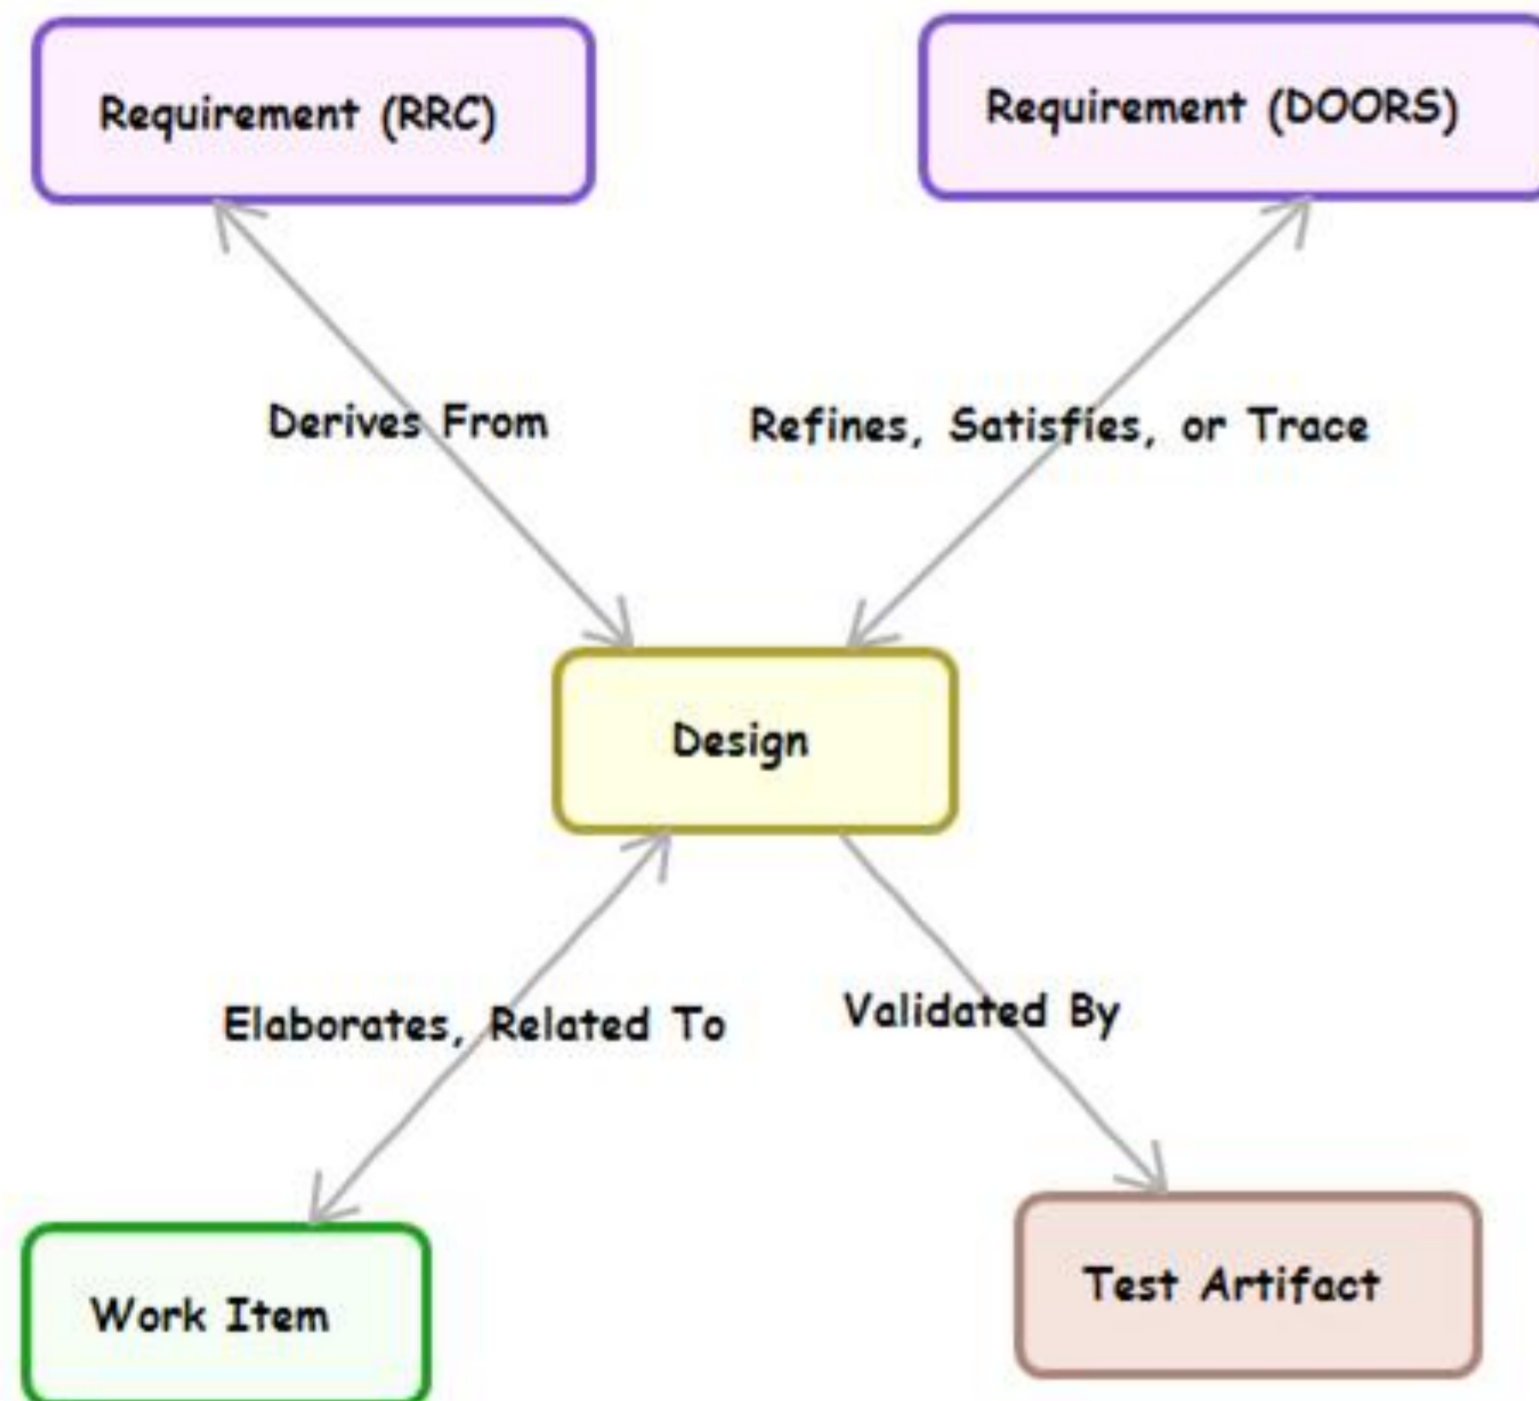 Requirement (RRC)
Requirement (DOORS)
Derives From
Refines, Satisfies, or Trace
Design
Elaborates, Related To
Validated By
Work Item
Test Artifact